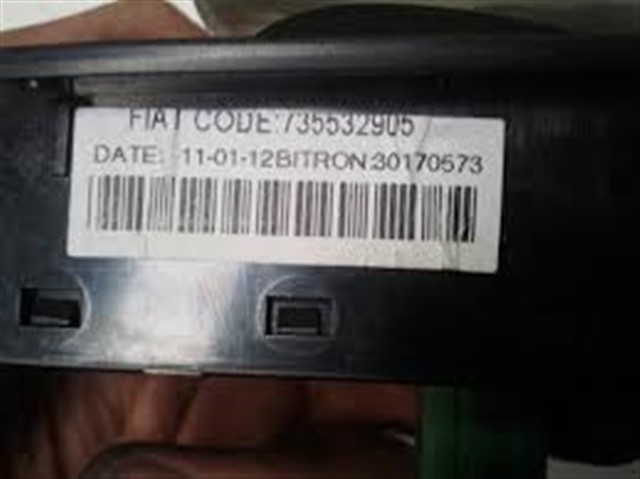 FIAT CODE:735532905
DATE: 11-01-12BITRON:30170573